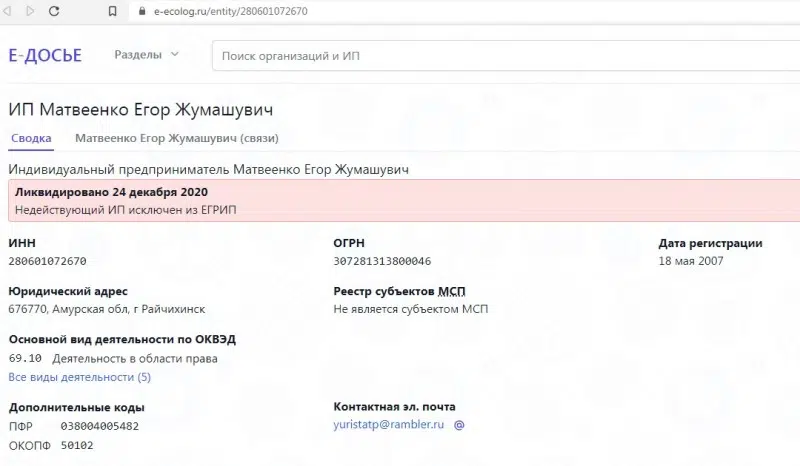 e-ecolog.ru/entity/280601072670
Е-ДОСЬЕ
Разделы
Поиск организаций и ИП
ИП Матвеенко Егор Жумашувич
Сводка Матвеенко Егор Жумашувич (связи)
Индивидуальный предприниматель Матвеенко Егор Жумашувич
Ликвидировано 24 декабря 2020
Недействующий ИП исключен из ЕГРИП
ИНН
280601072670
ОГРН
307281313800046
Дата регистрации
18 мая 2007
Юридический адрес
676770, Амурская обл, г Райчихинск
Реестр субъектов МСП
Не является субъектом МСП
Основной вид деятельности по ОКВЭД
69.10 Деятельность в области права
Все виды деятельности (5)
Дополнительные коды
ПФР 038004005482
ОКОПФ 50102
Контактная эл. почта
yuristatp@rambler.ru @